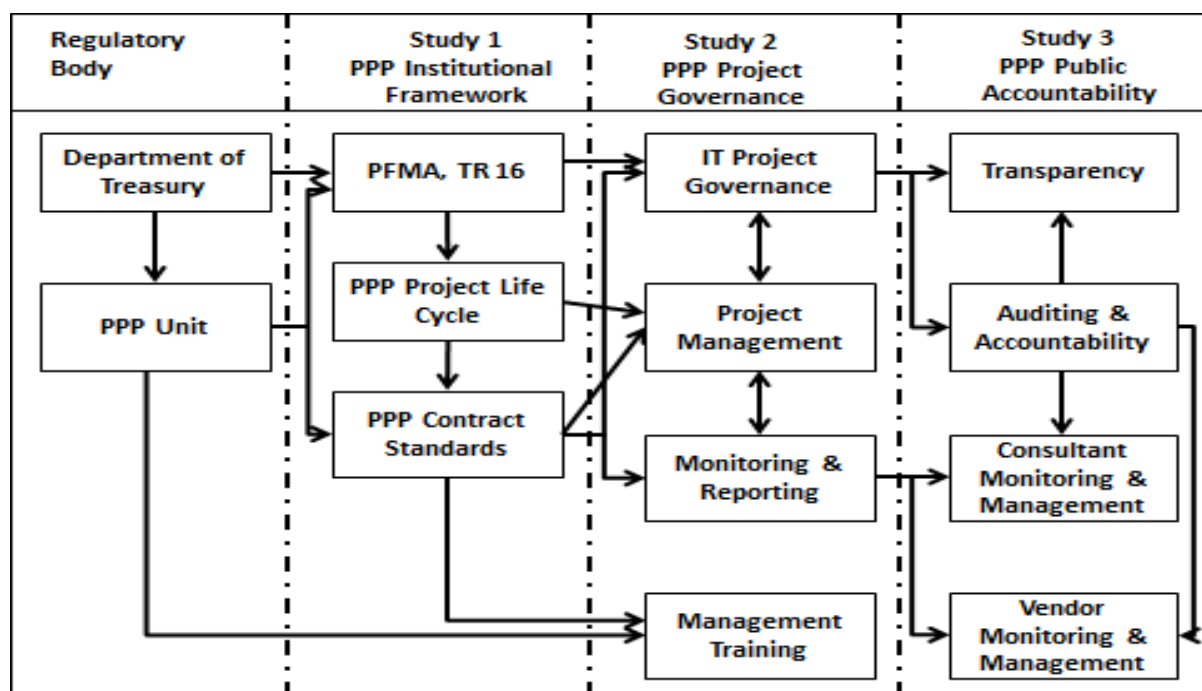 Regulatory
Body
Study 1
PPP Institutional
Framework
Study 2
PPP Project
Governance
Study 3
PPP Public
Accountability
Department of
Treasury
PPP Unit
PFMA, TR 16
PPP Project Life
Cycle
PPP Contract
Standards
IT Project
Governance
Project
Management
Monitoring &
Reporting
Management
Training
Transparency
Auditing &
Accountability
Consultant
Monitoring &
Management
Vendor
Monitoring &
Management